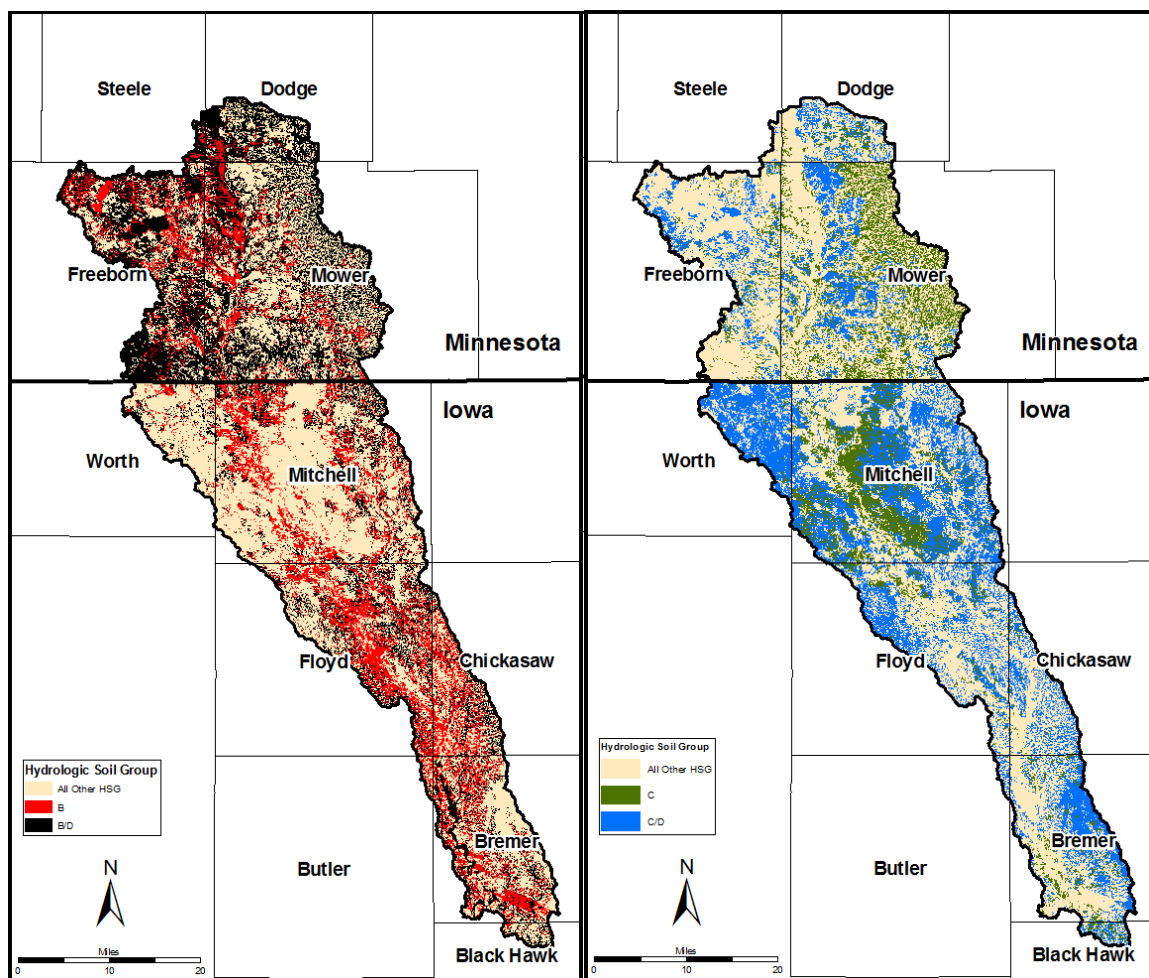 Steele
Dodge
Freeborn
Mower
Minnesota
Iowa
Worth
Mitchell
Floyd
Chickasaw
Hydrologic Soil Group
All Other HSG
B
B/D
N
Butler
Bremer
Black Hawk
Miles
0 10 20
Steele
Dodge
Freeborn
Mower
Minnesota
Iowa
Worth
Mitchell
Floyd
Chickasaw
Hydrologic Soil Group
All Other HSG
C
C/D
N
Butler
Bremer
Black Hawk
Miles
0 10 20